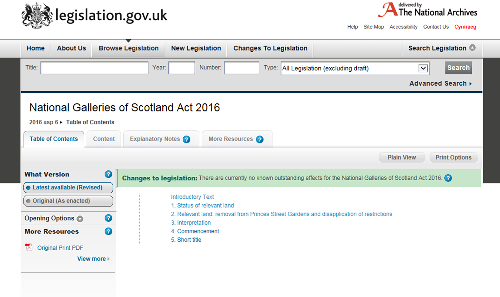 legislation.gov.uk
delivered by
The National Archives
Help Site Map Accessibility Contact Us Cymraeg
Home About Us Browse Legislation New Legislation Changes To Legislation Search Legislation
Title: Year: Number: Type: All Legislation (excluding draft) Search
Advanced Search
National Galleries of Scotland Act 2016
2016 asp 6 Table of Contents
Table of Contents Content Explanatory Notes ? More Resources ?
Plain View Print Options
What Version ?
Latest available (Revised)
Original (As enacted)
Opening Options
More Resources ?
Original Print PDF
View more
Changes to legislation: There are currently no known outstanding effects for the National Galleries of Scotland Act 2016. ?
Introductory Text
1. Status of relevant land
2. Relevant land: removal from Princes Street Gardens and disapplication of restrictions
3. Interpretation
4. Commencement
5. Short title